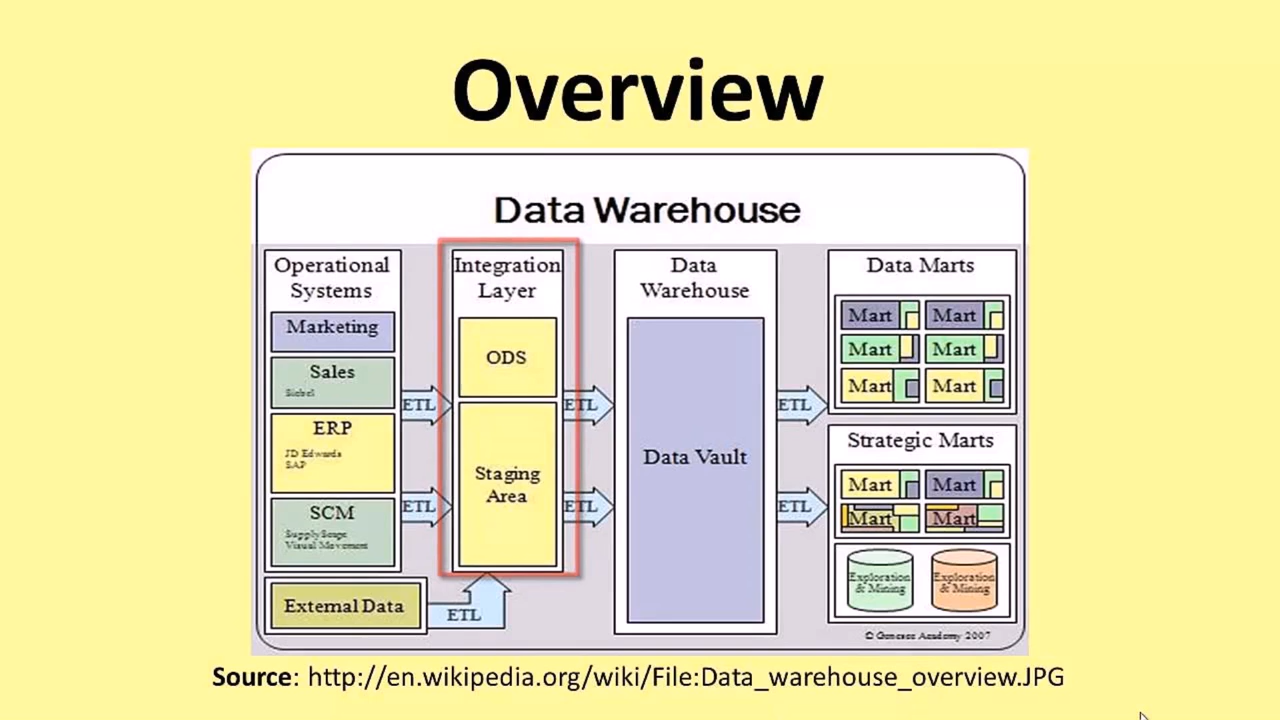 Overview
Data Warehouse
Operational
Systems
Marketing
Sales
Siebel
ERP
JD Edwards
SAP
SCM
SupplyScape
Visual Movement
External Data
ETL
ETL
ETL
Integration
Layer
ODS
Staging
Area
ETL
ETL
Data
Warehouse
Data Vault
ETL
ETL
Data Marts
Mart Mart
Mart Mart
Mart Mart
Strategic Marts
Mart Mart
Mart Mart
Exploration
& Mining
Exploration
& Mining
© Genesee Academy 2007
Source: http://en.wikipedia.org/wiki/File:Data_warehouse_overview.JPG